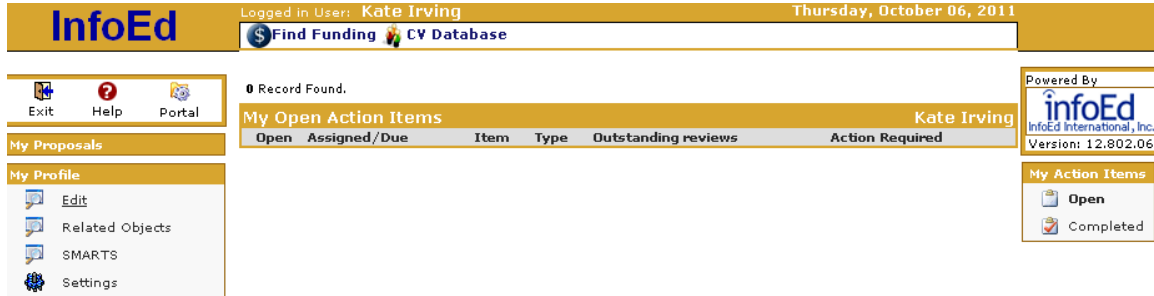 InfoEd
Logged in User: Kate Irving
Thursday, October 06, 2011
$Find Funding CV Database
Exit
Help
Portal
My Proposals
My Profile
Edit
Related Objects
SMARTS
Settings
0 Record Found.
My Open Action Items
Kate Irving
Open Assigned/Due Item Type Outstanding reviews Action Required
Powered By
infoEd
InfoEd International, Inc.
Version: 12.802.06
My Action Items
Open
Completed